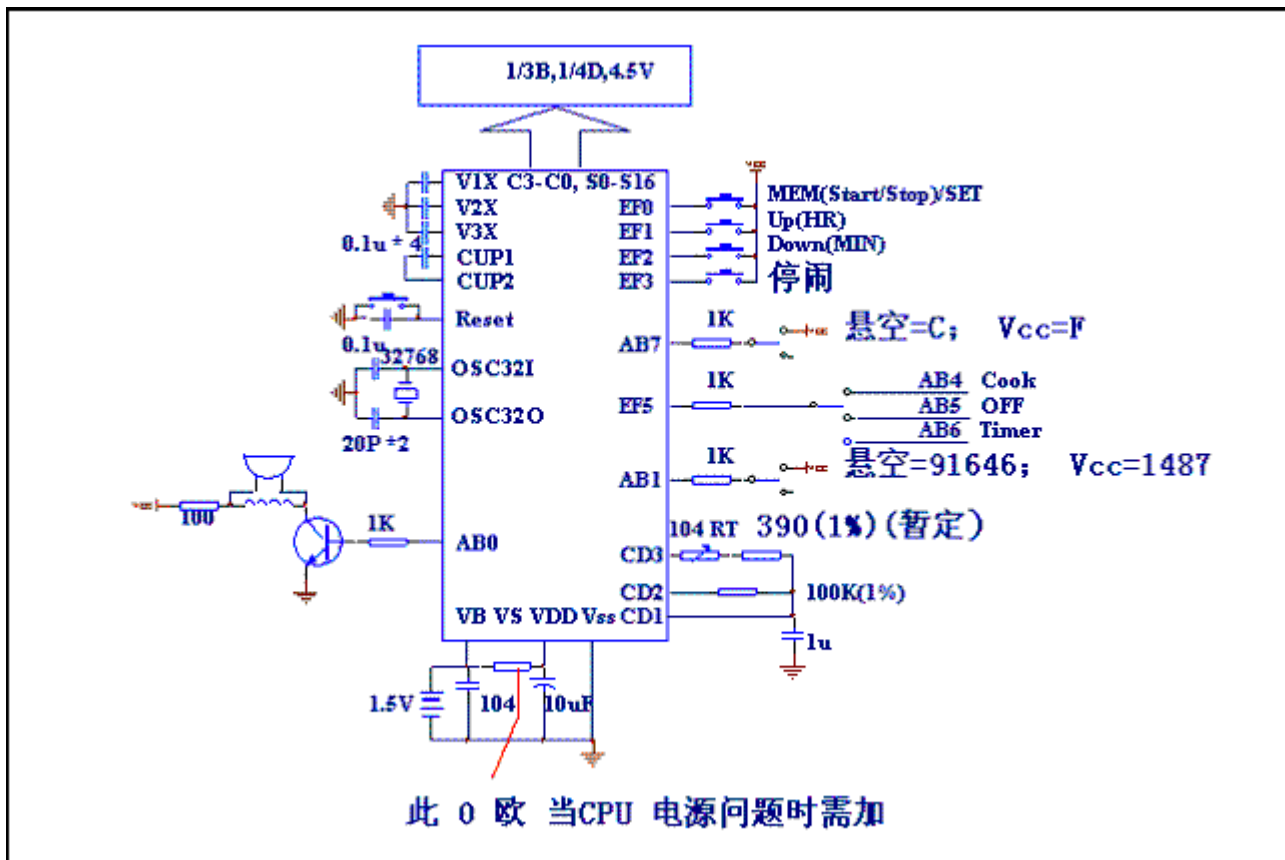 1/3B,1/4D,4.5V
V1X C3-C0, S0-S16
V2X
V3X
0.1u * 4
CUP1
CUP2
Reset
0.1u
32768
OSC32I
OSC32O
20P *2
EF0
EF1
EF2
EF3
VCC
MEM(Start/Stop)/SET
Up(HR)
Down(MIN)
停闹
1K
AB7
VCC
悬空=C; Vcc=F
1K
EF5
AB4 Cook
AB5 OFF
AB6 Timer
1K
AB1
VCC
悬空=91646; Vcc=1487
VCC
100
1K
AB0
104 RT 390(1%)(暂定)
CD3
CD2
100K(1%)
VB VS VDD Vss CD1
1u
1.5V
104
10uF
此 0 欧 当CPU 电源问题时需加